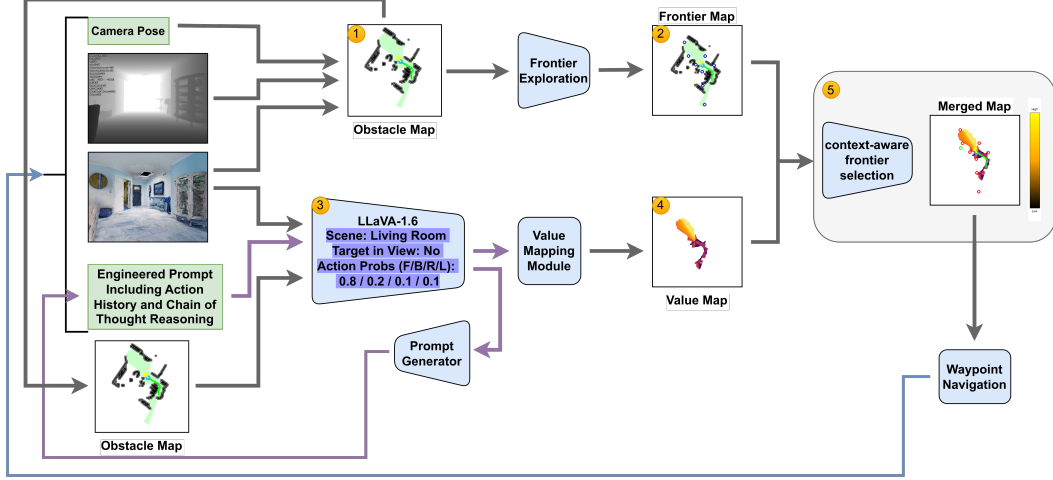 Camera Pose
1
Obstacle Map
Frontier
Exploration
Frontier Map
2
5
context-aware
frontier
selection
Merged Map
High
Low
3
LLaVA-1.6
Scene: Living Room
Target in View: No
Action Probs (F/B/R/L):
0.8 / 0.2 / 0.1 / 0.1
Value
Mapping
Module
4
Value Map
Engineered Prompt
Including Action
History and Chain of
Thought Reasoning
Prompt
Generator
Obstacle Map
Waypoint
Navigation